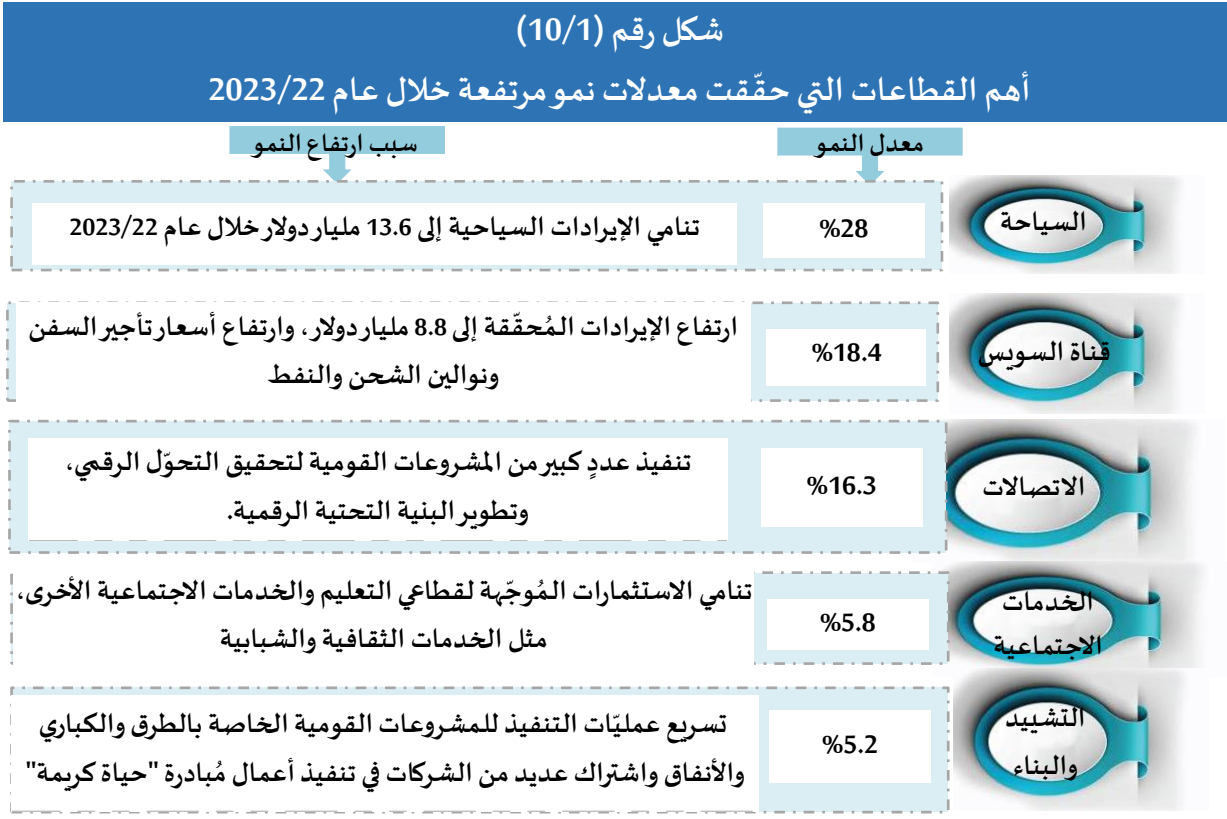 شكل رقم (10/1)
أهم القطاعات التي حقّقت معدلات نمو مرتفعة خلال عام 2023/22
معدل النمو
سبب ارتفاع النمو
السياحة
%28
تنامي الإيرادات السياحية إلى 13.6 مليار دولار خلال عام 2023/22
قناة السويس
%18.4
ارتفاع الإيرادات المُحقّقة إلى 8.8 مليار دولار، وارتفاع أسعار تأجير السفن
ونوالين الشحن والنفط
الاتصالات
%16.3
تنفيذ عددٍ كبير من المشروعات القومية لتحقيق التحوّل الرقمي،
وتطوير البنية التحتية الرقمية.
الخدمات
الاجتماعية
%5.8
تنامي الاستثمارات المُوجّهة لقطاعي التعليم والخدمات الاجتماعية الأخرى،
مثل الخدمات الثقافية والشبابية
التشييد
والبناء
%5.2
تسريع عمليّات التنفيذ للمشروعات القومية الخاصة بالطرق والكباري
والأنفاق واشتراك عديد من الشركات في تنفيذ أعمال مُبادرة "حياة كريمة"